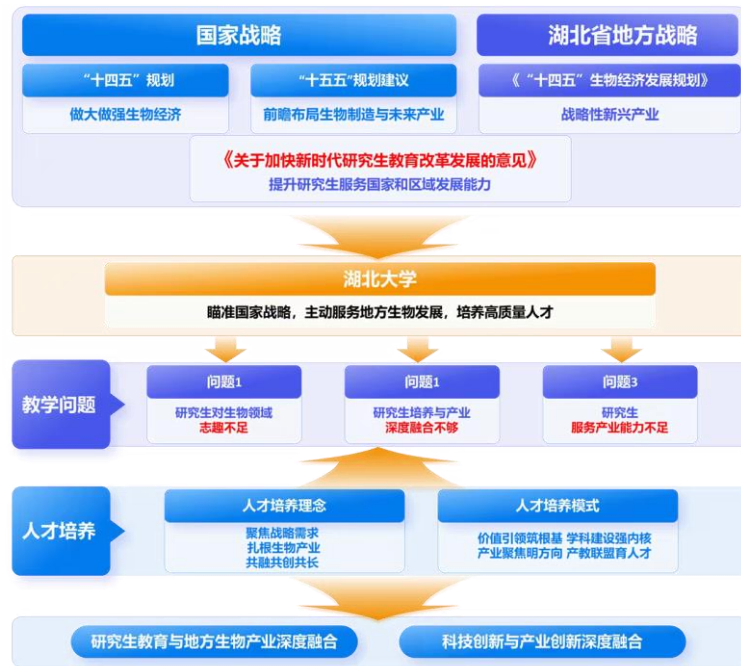 国家战略
湖北省地方战略
“十四五”规划
“十五五”规划建议
《“十四五”生物经济发展规划》
做大做强生物经济
前瞻布局生物制造与未来产业
战略性新兴产业
《关于加快新时代研究生教育改革发展的意见》
提升研究生服务国家和区域发展能力
湖北大学
瞄准国家战略，主动服务地方生物发展，培养高质量人才
教学问题
问题1
研究生对生物领域
志趣不足
问题1
研究生培养与产业
深度融合不够
问题3
研究生
服务产业能力不足
人才培养
人才培养理念
聚焦战略需求
扎根生物产业
共融共创共长
人才培养模式
价值引领筑根基 学科建设强内核
产业聚焦明方向 产教联盟育人才
研究生教育与地方生物产业深度融合
科技创新与产业创新深度融合